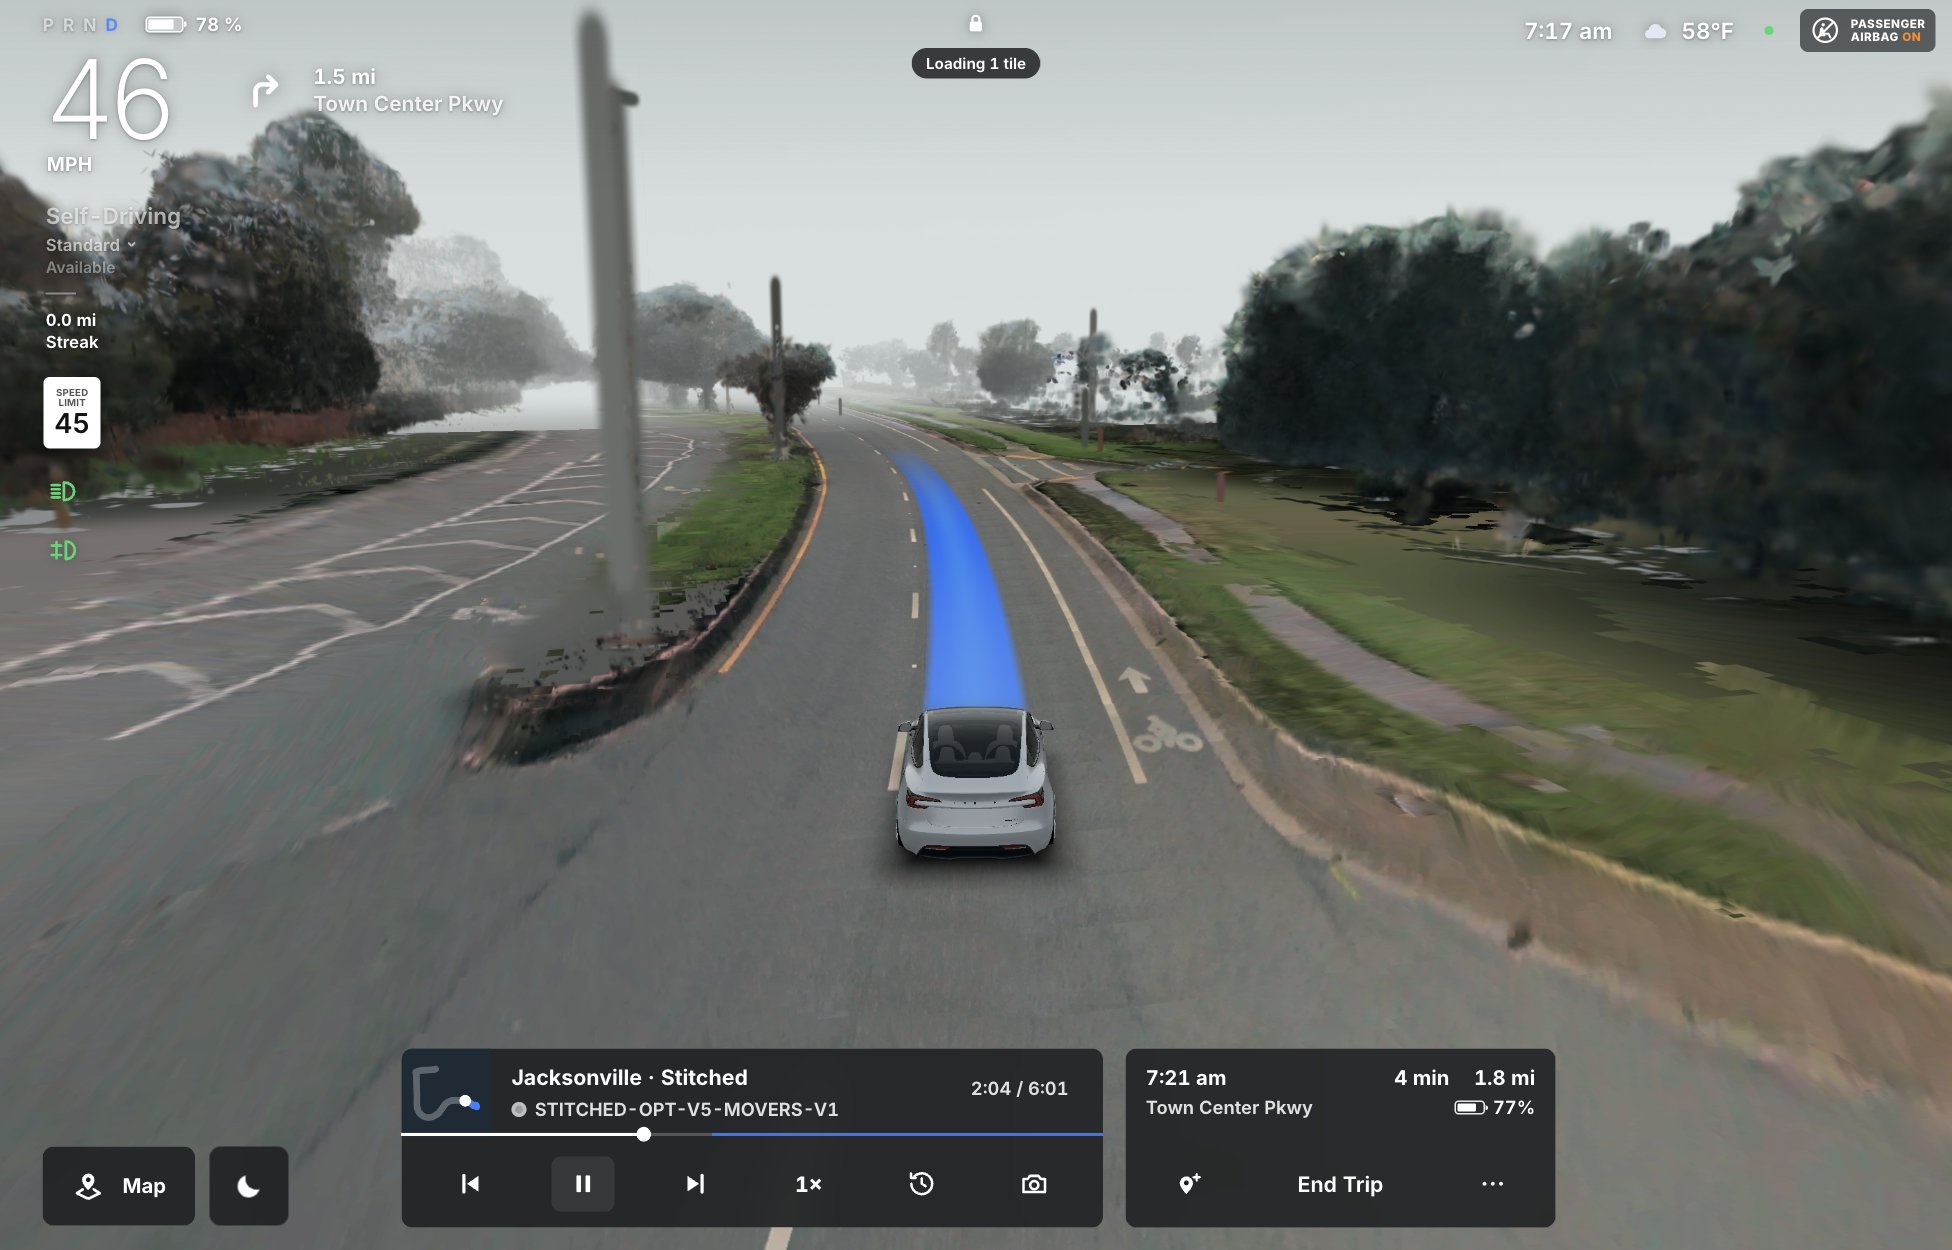 P R N D
78 %
46
MPH
1.5 mi
Town Center Pkwy
Loading 1 tile
7:17 am
58°F
PASSENGER
AIRBAG ON
Self-Driving
Standard
Available
0.0 mi
Streak
SPEED
LIMIT
45
Jacksonville · Stitched
STITCHED-OPT-V5-MOVERS-V1
2:04 / 6:01
1×
7:21 am
4 min
1.8 mi
Town Center Pkwy
77%
End Trip
Map